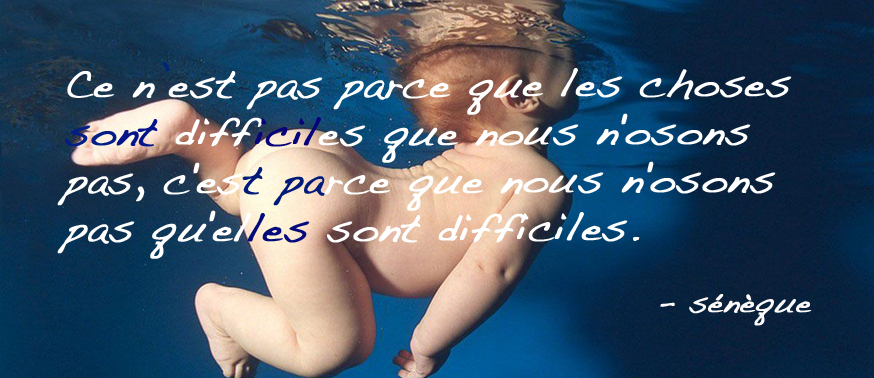 Ce n est pas parce que les choses
sont difficiles que nous n'osons
pas, c'est parce que nous n'osons
pas qu'elles sont difficiles.
- sénèque